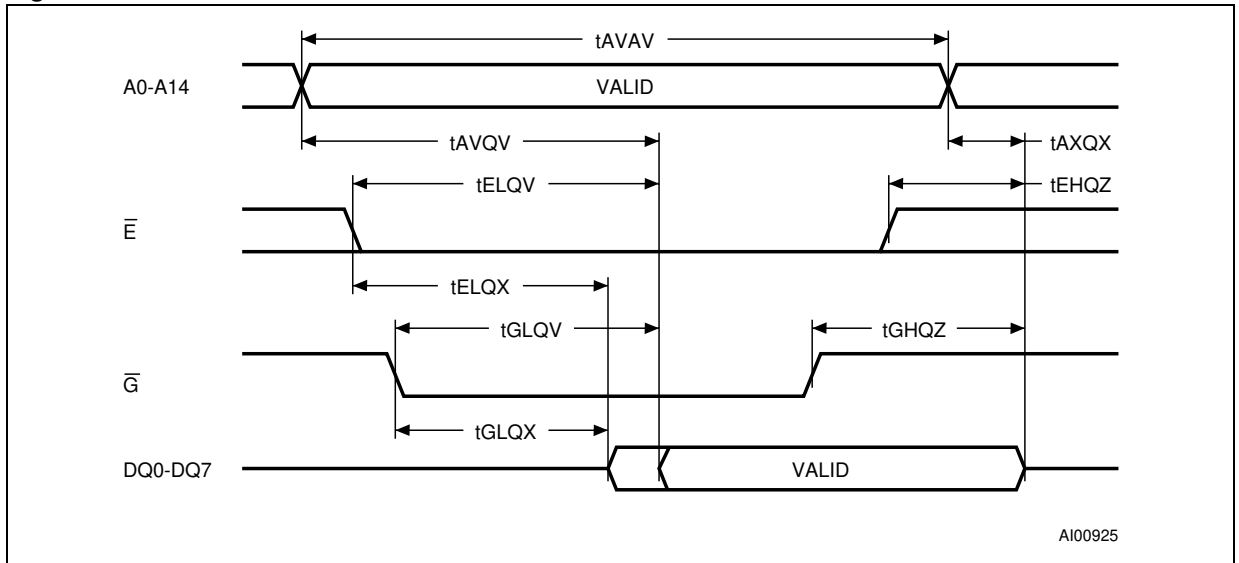 tAVAV
A0-A14
VALID
tAVQV
tAXQX
tELQV
tEHQZ
E̅
tELQX
tGLQV
tGHQZ
G̅
tGLQX
DQ0-DQ7
VALID
AI00925